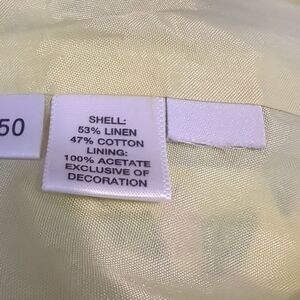 50
SHELL:
53% LINEN
47% COTTON
LINING:
100% ACETATE
EXCLUSIVE OF
DECORATION